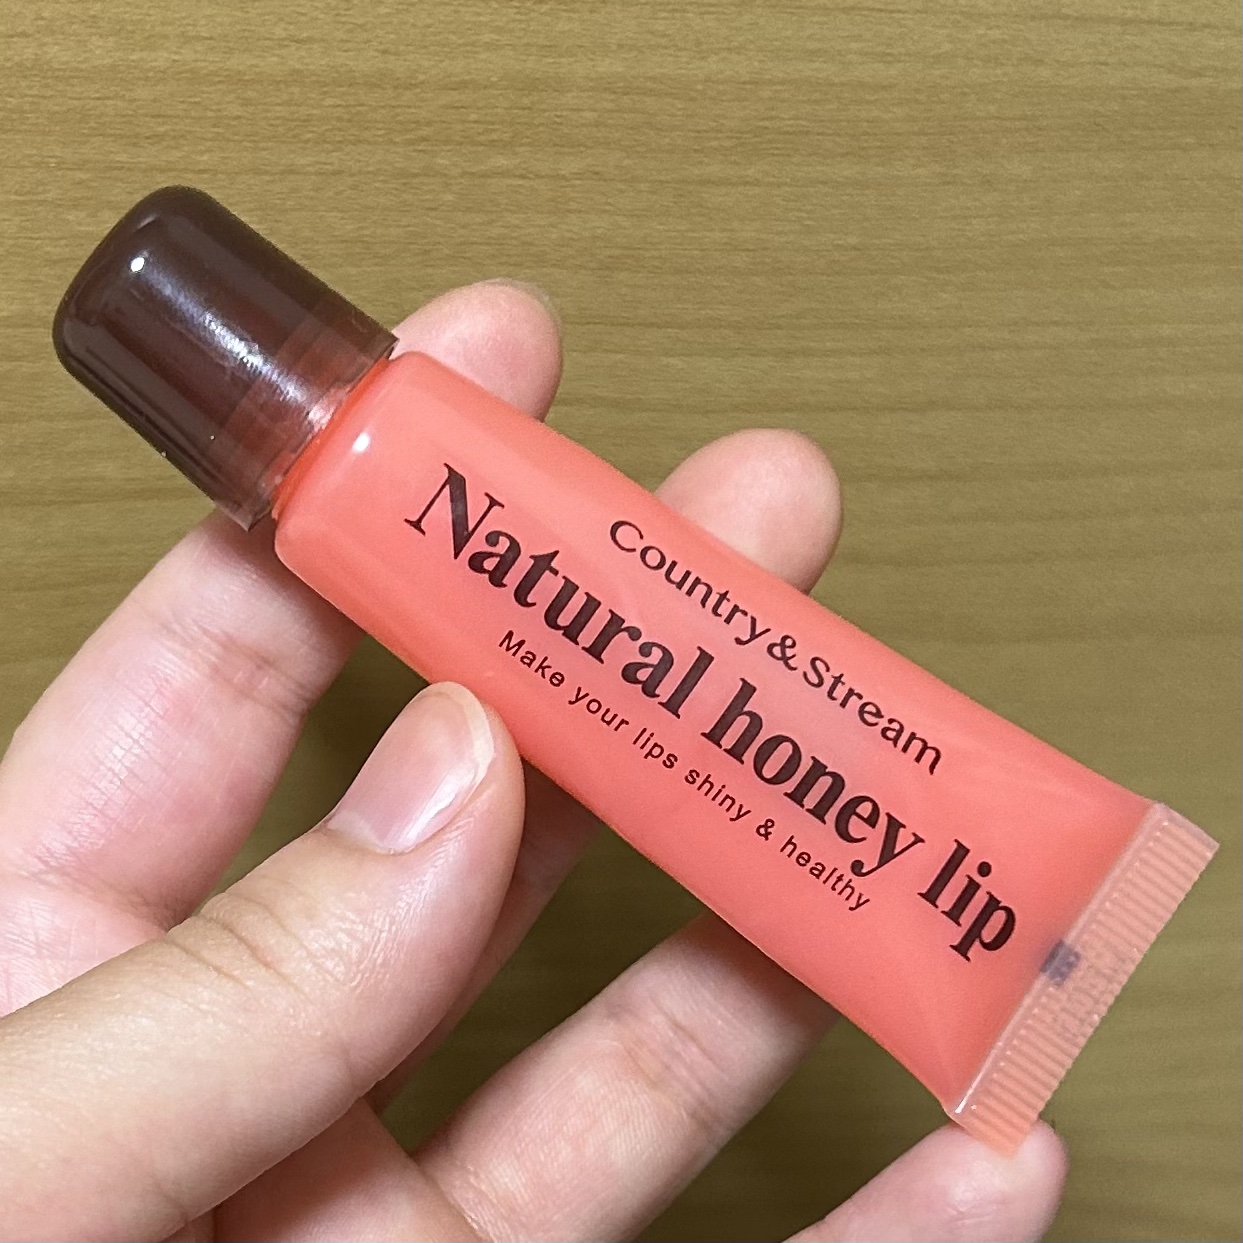 Country&Stream
Natural honey lip
Make your lips shiny & healthy